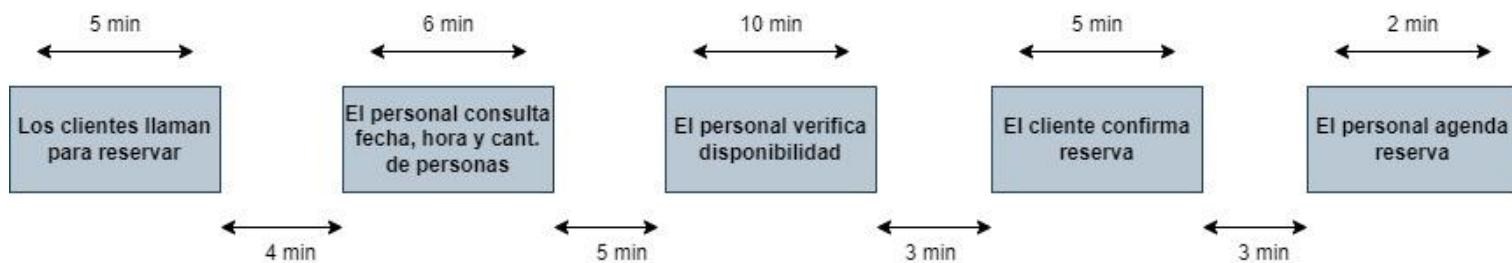 5 min
6 min
10 min
5 min
2 min
Los clientes llaman
para reservar
El personal consulta
fecha, hora y cant.
de personas
El personal verifica
disponibilidad
El cliente confirma
reserva
El personal agenda
reserva
4 min
5 min
3 min
3 min